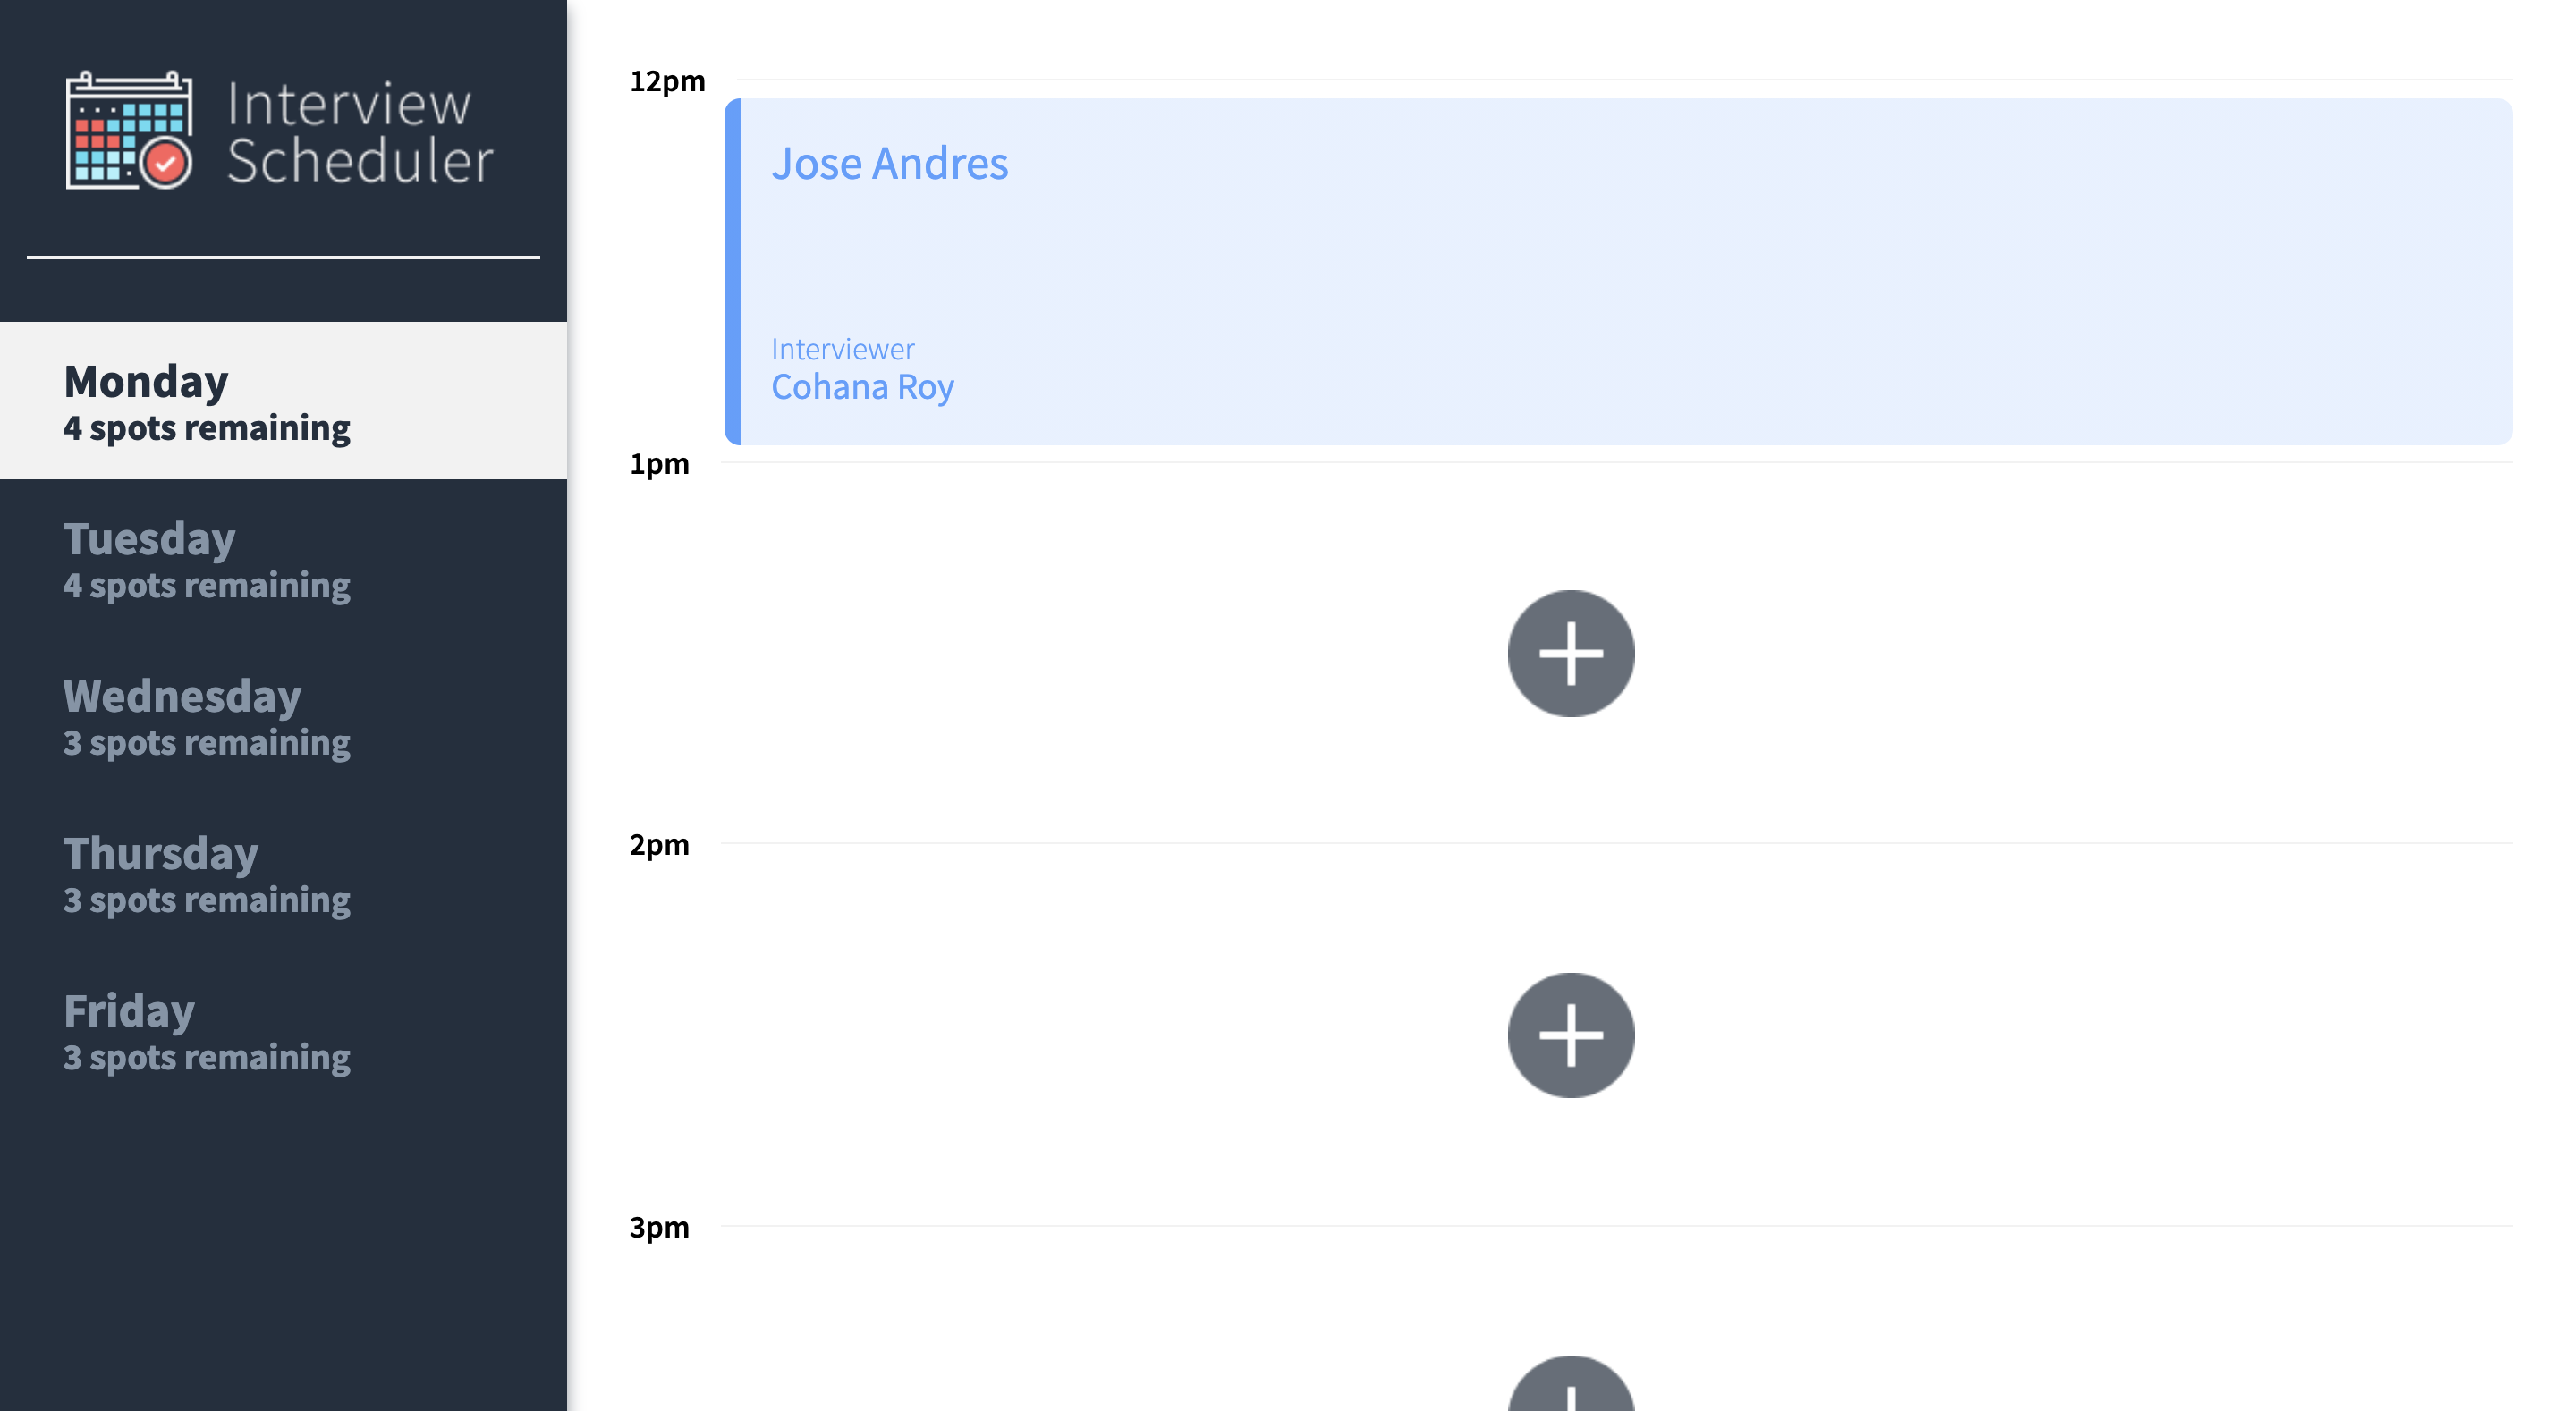 Interview
Scheduler
Monday
4 spots remaining
Tuesday
4 spots remaining
Wednesday
3 spots remaining
Thursday
3 spots remaining
Friday
3 spots remaining
12pm
Jose Andres
Interviewer
Cohana Roy
1pm
2pm
3pm